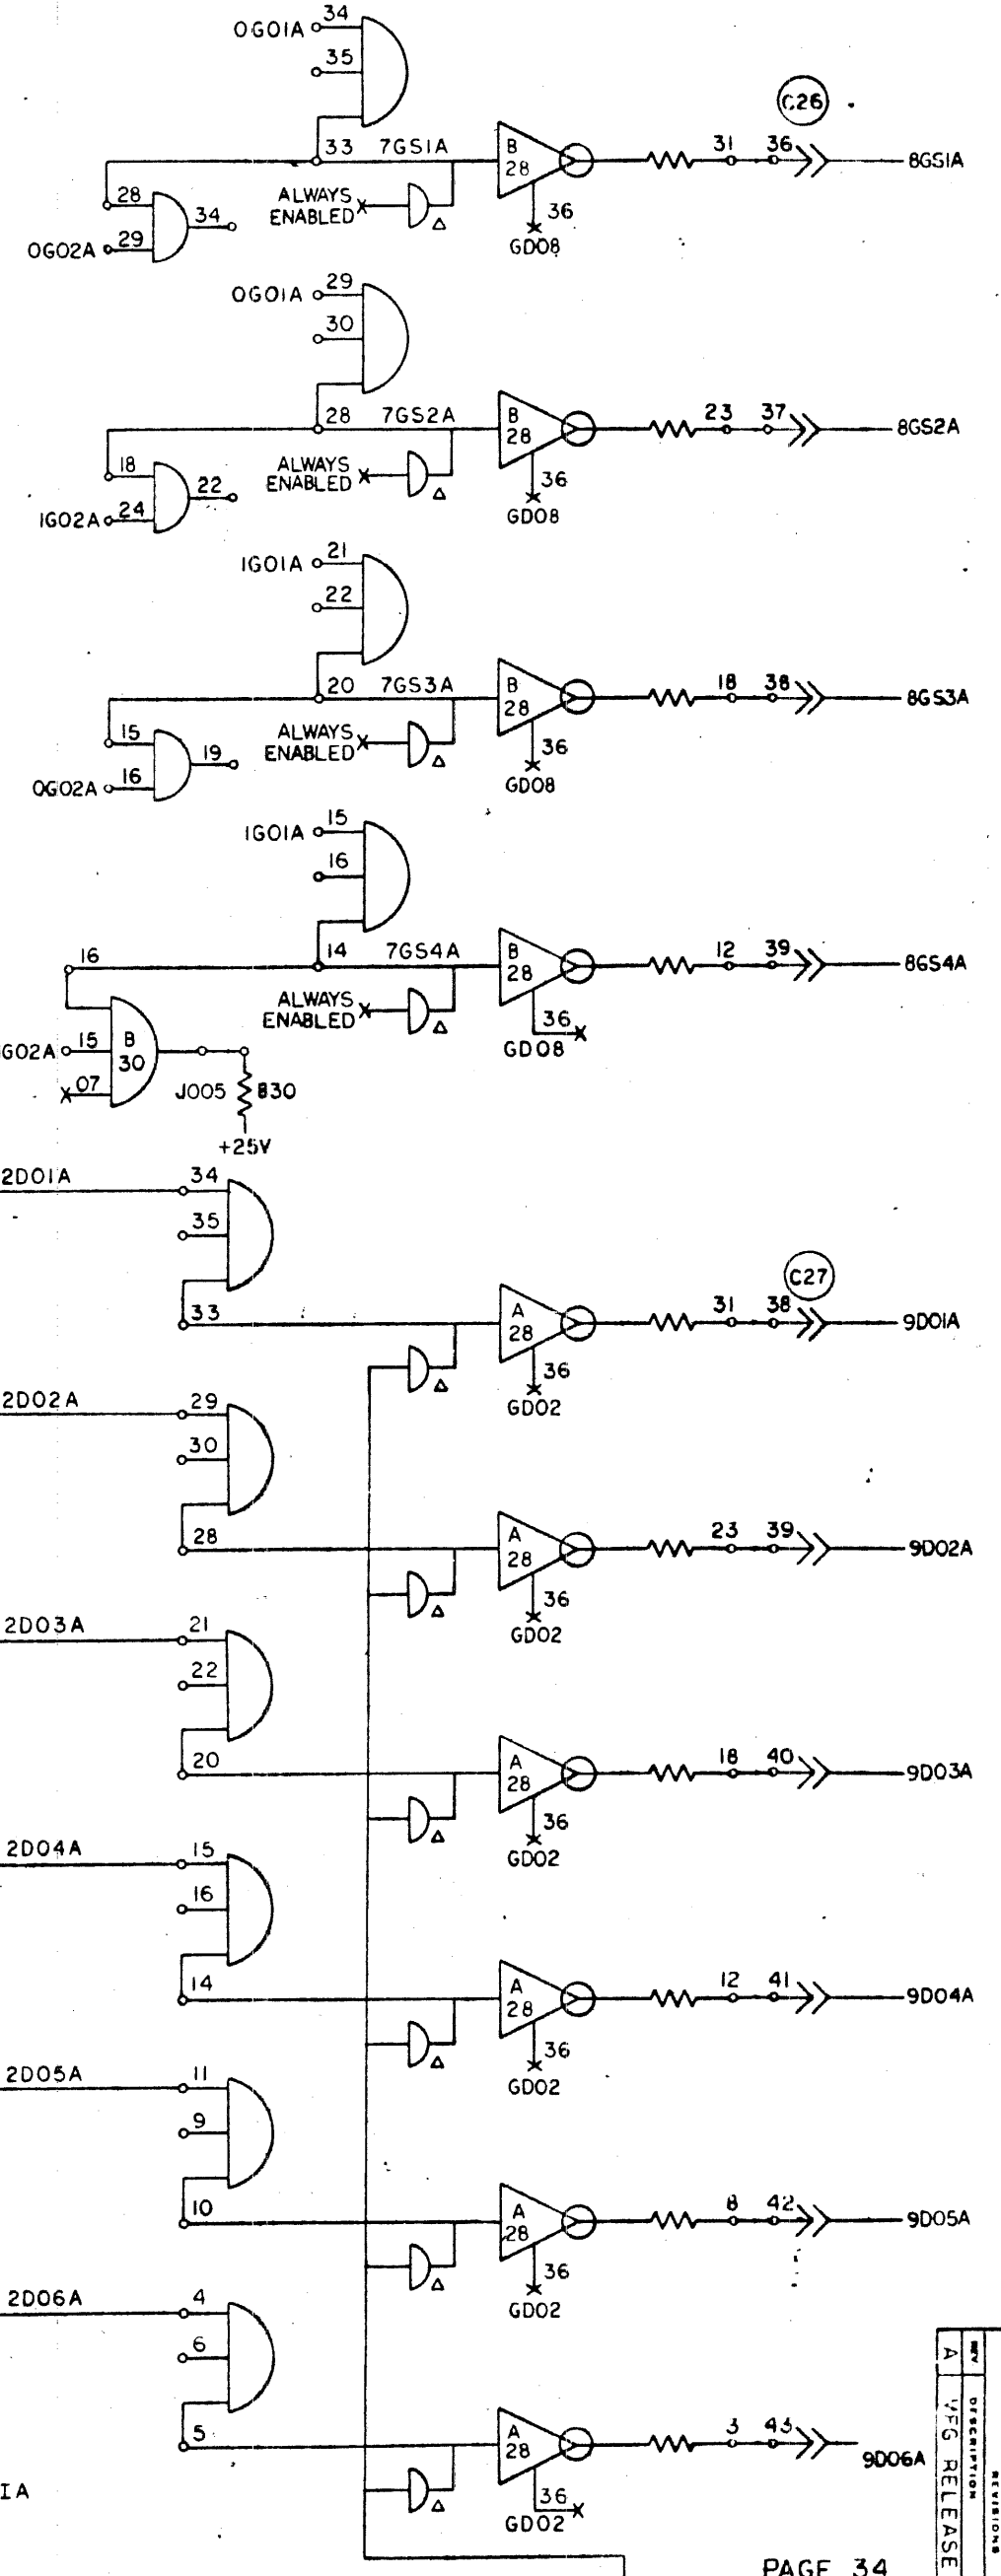 34
0G01A
35
C26
33 7GS1A
B
28
31 36
8GS1A
28
34
ALWAYS
ENABLED
36
29
0G02A
GD08
29
0G01A
30
28 7GS2A
B
28
23 37
8GS2A
18
22
ALWAYS
ENABLED
36
24
1G02A
GD08
21
1G01A
22
20 7GS3A
B
28
18 38
8GS3A
15
19
ALWAYS
ENABLED
36
16
0G02A
GD08
15
1G01A
16
16
14 7GS4A
B
28
12 39
8GS4A
ALWAYS
ENABLED
36
GD08
G02A 15
B
30
07
J005 B30
+25V
2D01A 34
35
C27
33
A
28
31 38
9D01A
36
GD02
2D02A 29
30
28
A
28
23 39
9D02A
36
GD02
2D03A 21
22
20
A
28
18 40
9D03A
36
GD02
2D04A 15
16
14
A
28
12 41
9D04A
36
GD02
2D05A 11
9
10
A
28
8 42
9D05A
36
GD02
2D06A 4
6
5
A
28
3 43
9D06A
36
GD02
IA
REVISIONS
REV DESCRIPTION
A VFG RELEASE
PAGE 34